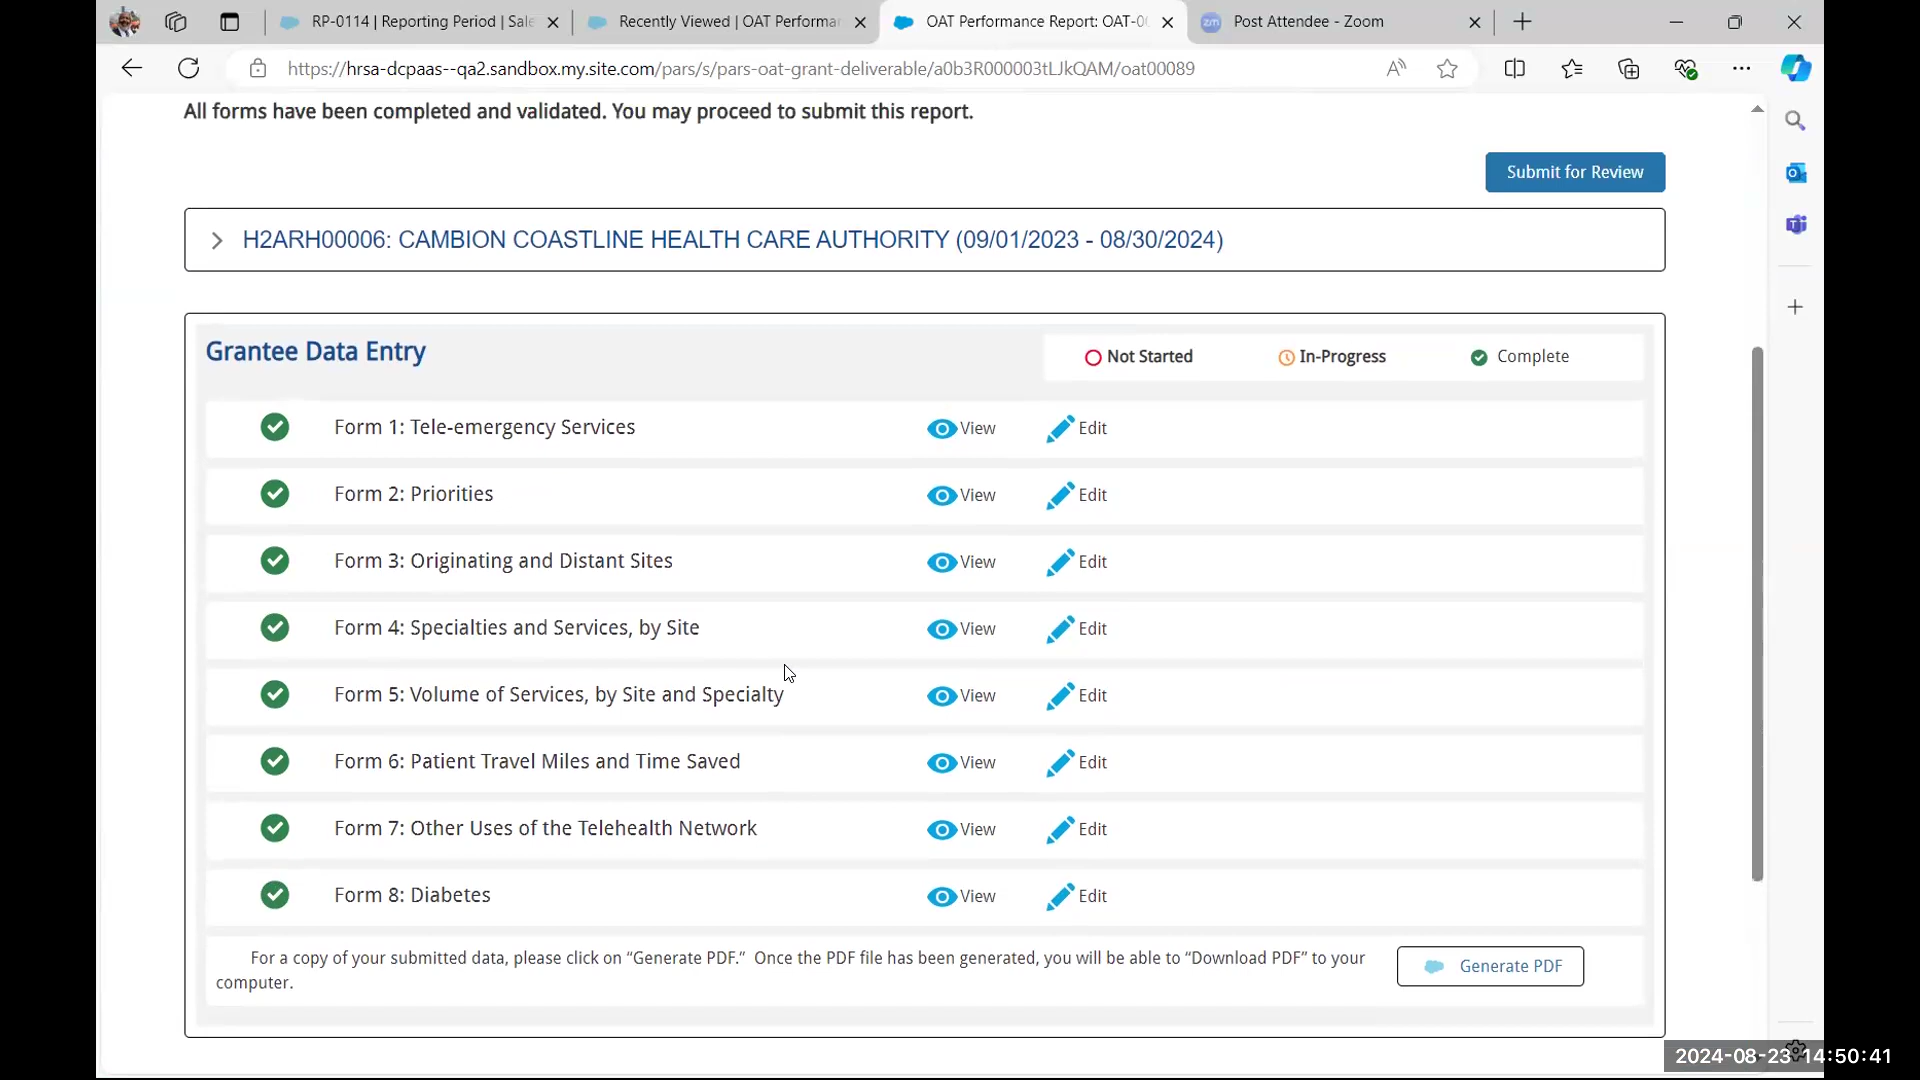 RP-0114 | Reporting Period | Sale
Recently Viewed | OAT Performa
OAT Performance Report: OAT-00
Post Attendee - Zoom
https://hrsa-dcpaas--qa2.sandbox.my.site.com/pars/s/pars-oat-grant-deliverable/a0b3R000003tLJkQAM/oat00089
All forms have been completed and validated. You may proceed to submit this report.
Submit for Review
H2ARH00006: CAMBION COASTLINE HEALTH CARE AUTHORITY (09/01/2023 - 08/30/2024)
Grantee Data Entry
Not Started In-Progress Complete
Form 1: Tele-emergency Services View Edit
Form 2: Priorities View Edit
Form 3: Originating and Distant Sites View Edit
Form 4: Specialties and Services, by Site View Edit
Form 5: Volume of Services, by Site and Specialty View Edit
Form 6: Patient Travel Miles and Time Saved View Edit
Form 7: Other Uses of the Telehealth Network View Edit
Form 8: Diabetes View Edit
For a copy of your submitted data, please click on “Generate PDF.” Once the PDF file has been generated, you will be able to “Download PDF” to your
computer.
Generate PDF
2024-08-23 14:50:41